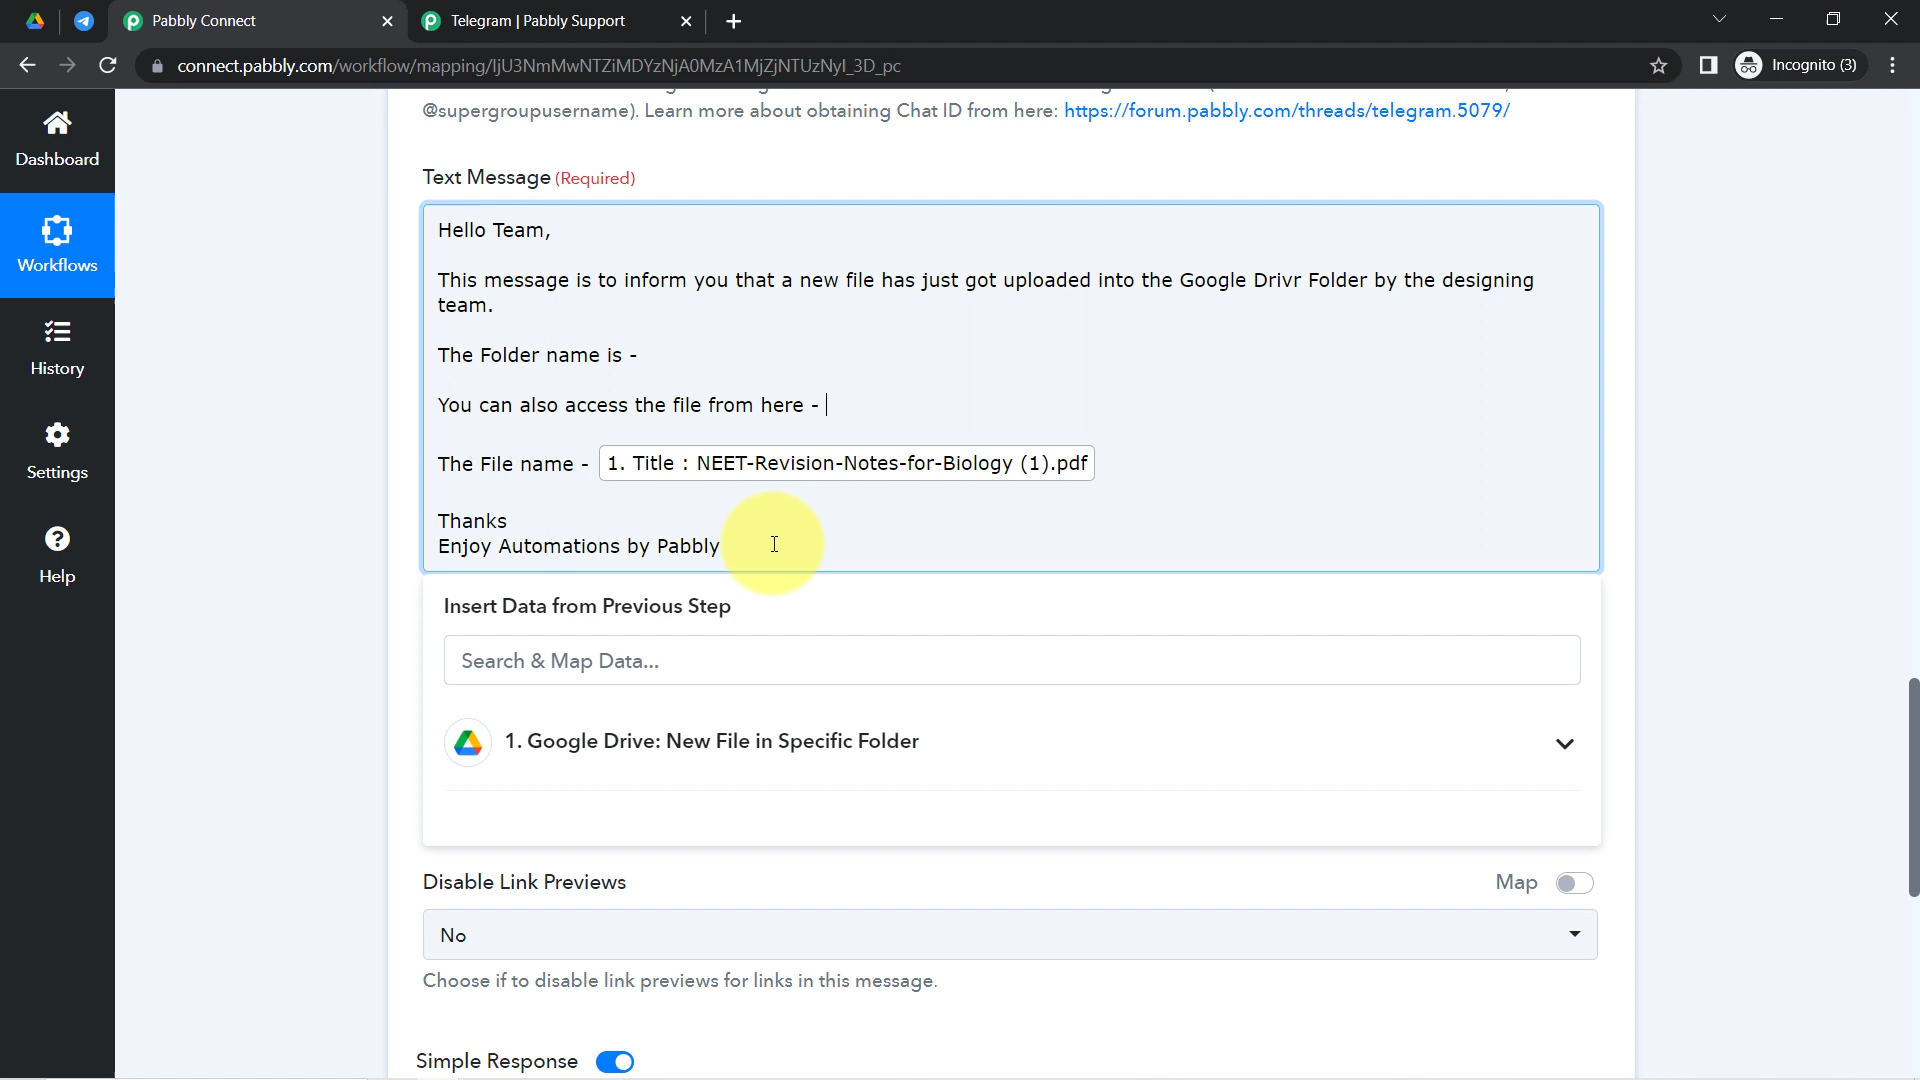 Pabbly Connect
Telegram | Pabbly Support
connect.pabbly.com/workflow/mapping/IjU3NmMwNTZiMDYzNjA0MzA1MjZjNTUzNyI_3D_pc
Incognito (3)
Dashboard
Workflows
History
Settings
Help
@supergroupusername). Learn more about obtaining Chat ID from here: https://forum.pabbly.com/threads/telegram.5079/
Text Message (Required)
Hello Team,
This message is to inform you that a new file has just got uploaded into the Google Drivr Folder by the designing
team.
The Folder name is -
You can also access the file from here -
The File name - 1. Title : NEET-Revision-Notes-for-Biology (1).pdf
Thanks
Enjoy Automations by Pabbly
Insert Data from Previous Step
Search & Map Data...
1. Google Drive: New File in Specific Folder
Disable Link Previews
Map
No
Choose if to disable link previews for links in this message.
Simple Response